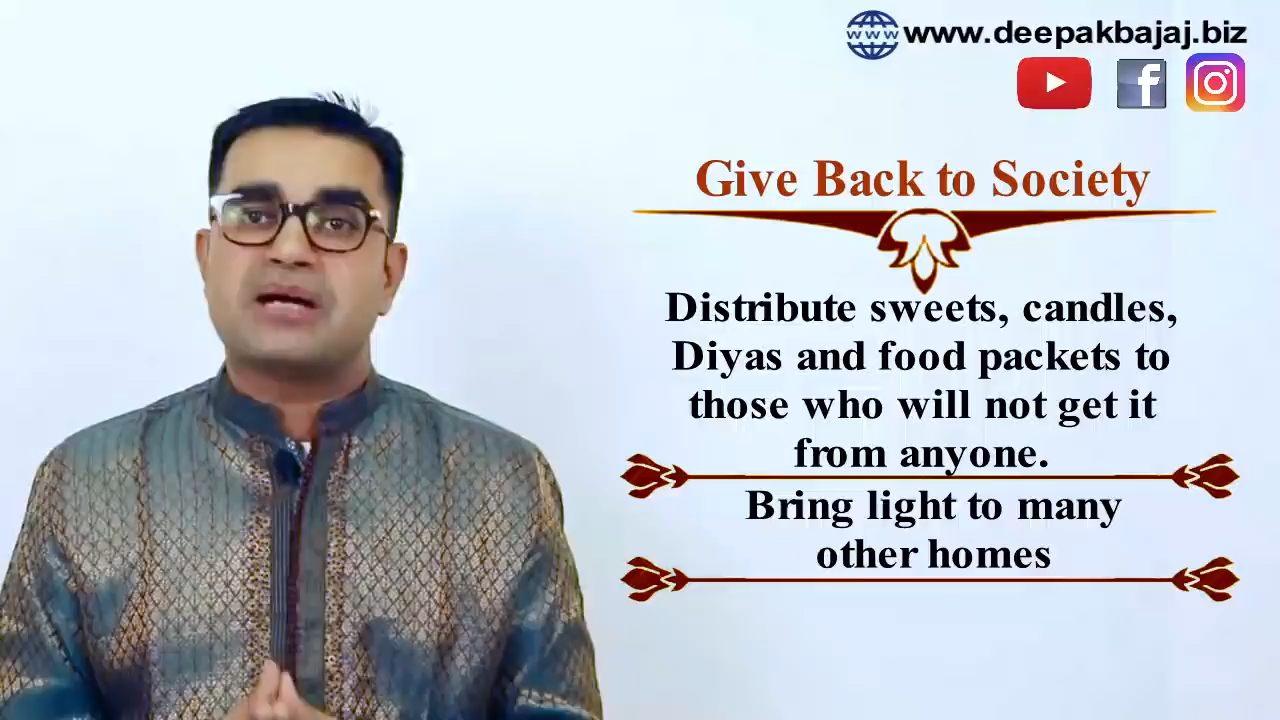 www.deepakbajaj.biz
Give Back to Society
Distribute sweets, candles,
Diyas and food packets to
those who will not get it
from anyone.
Bring light to many
other homes